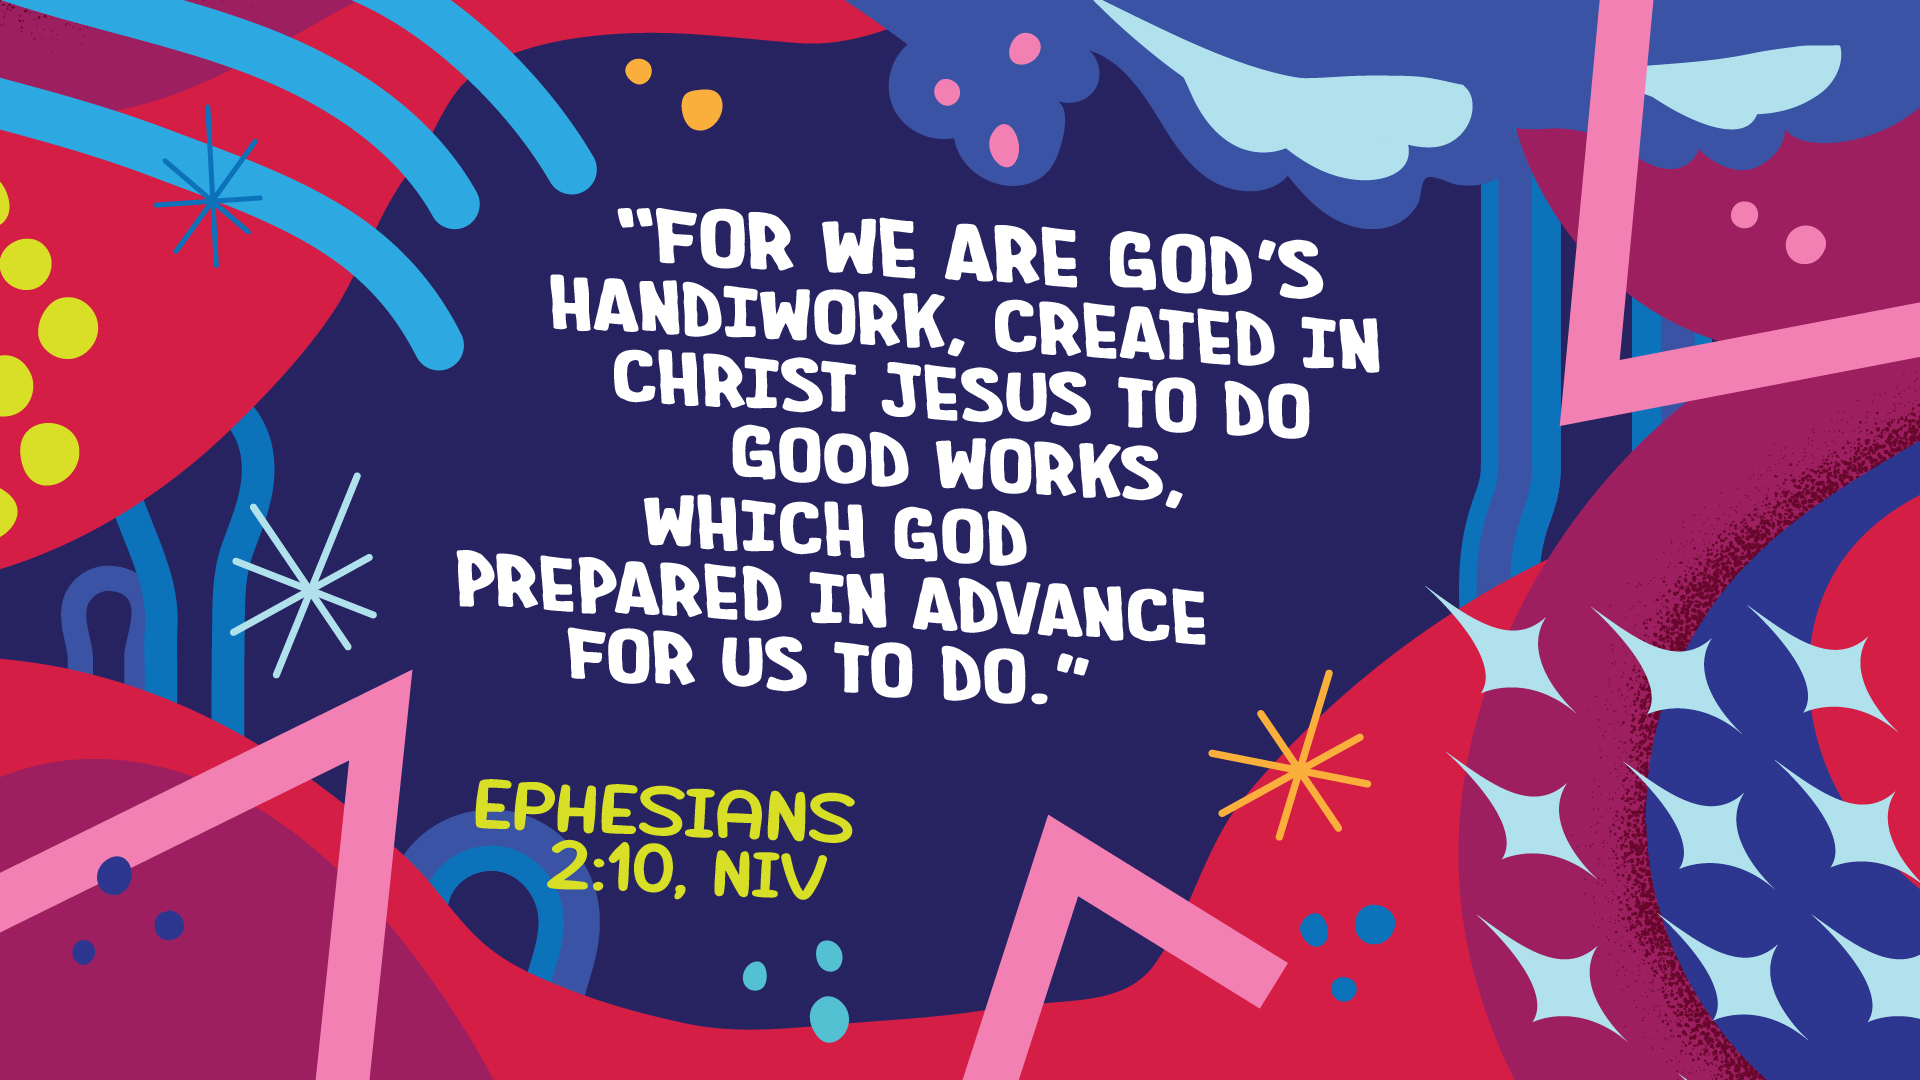 "FOR WE ARE GOD'S
HANDIWORK, CREATED IN
CHRIST JESUS TO DO
GOOD WORKS,
WHICH GOD
PREPARED IN ADVANCE
FOR US TO DO."
EPHESIANS
2:10, NIV